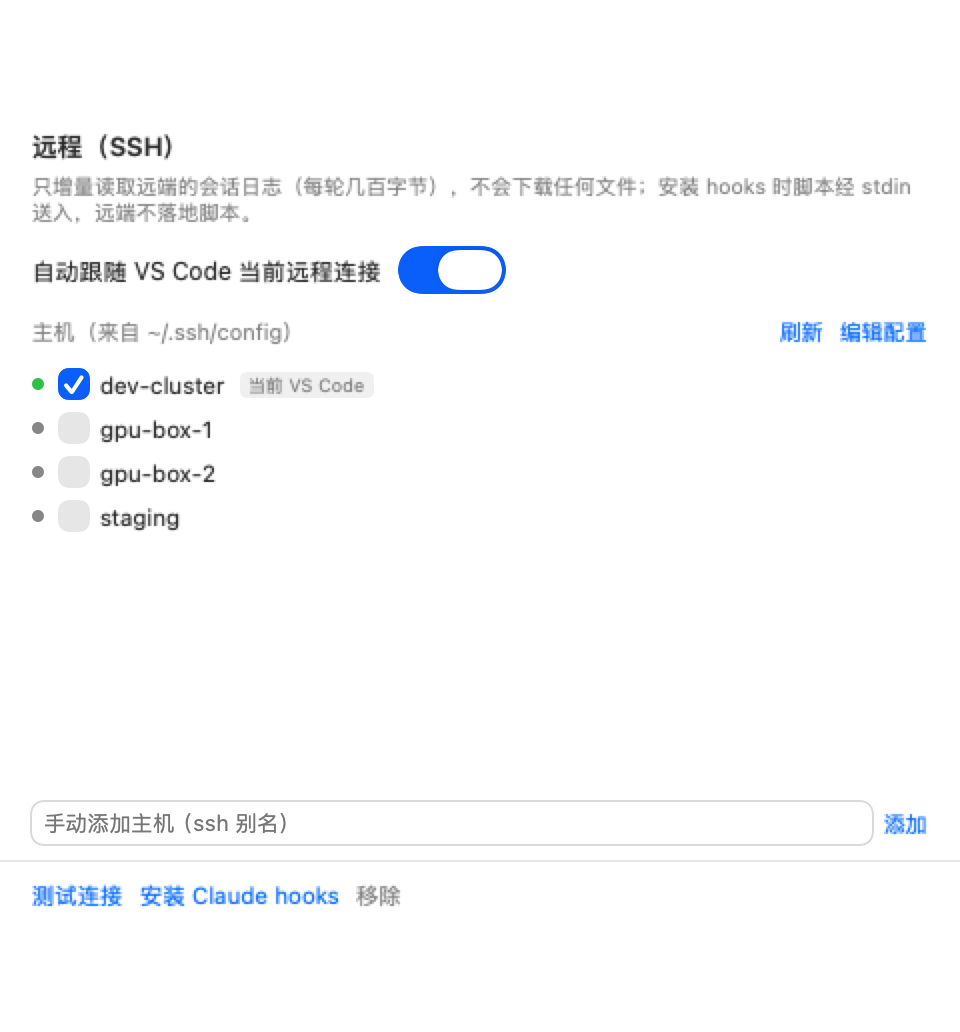 远程（SSH）
只增量读取远端的会话日志（每轮几百字节），不会下载任何文件；安装 hooks 时脚本经 stdin
送入，远端不落地脚本。
自动跟随 VS Code 当前远程连接
主机（来自 ~/.ssh/config） 刷新 编辑配置
dev-cluster 当前 VS Code
gpu-box-1
gpu-box-2
staging
手动添加主机（ssh 别名） 添加
测试连接 安装 Claude hooks 移除